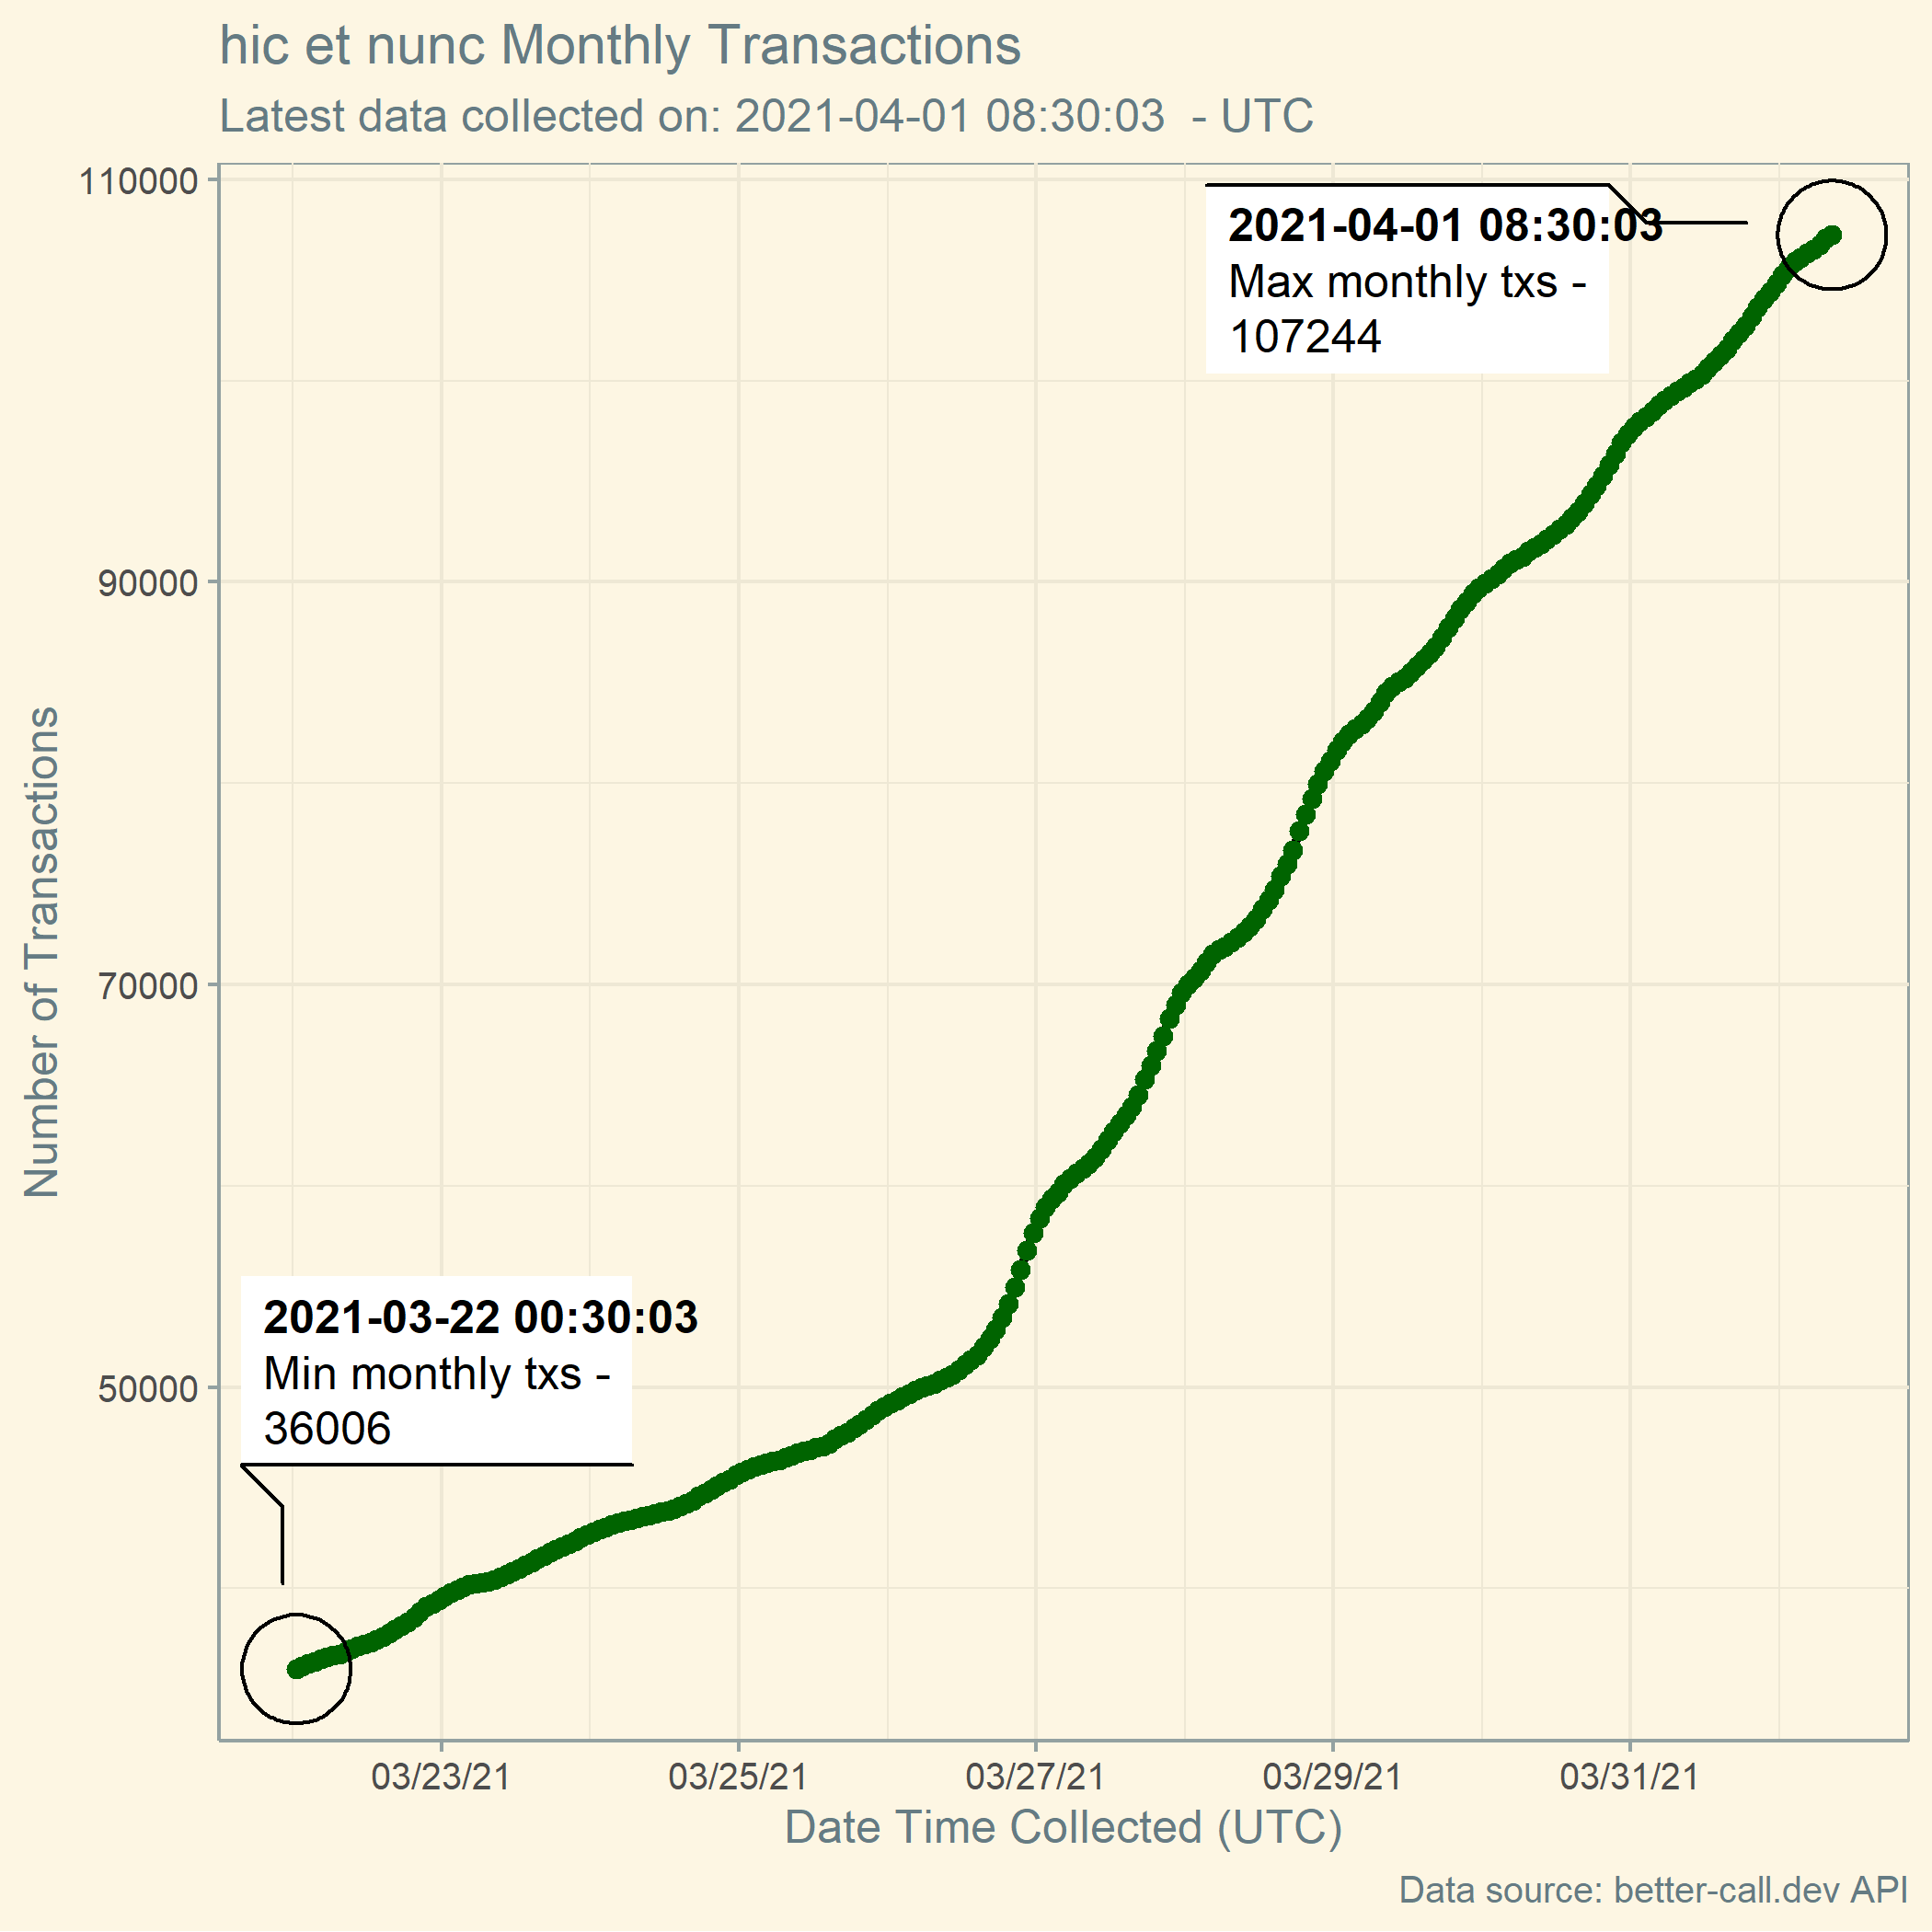 hic et nunc Monthly Transactions
Latest data collected on: 2021-04-01 08:30:03  - UTC
110000
90000
70000
50000
Number of Transactions
2021-04-01 08:30:03
Max monthly txs -
107244
2021-03-22 00:30:03
Min monthly txs -
36006
03/23/21
03/25/21
03/27/21
03/29/21
03/31/21
Date Time Collected (UTC)
Data source: better-call.dev API